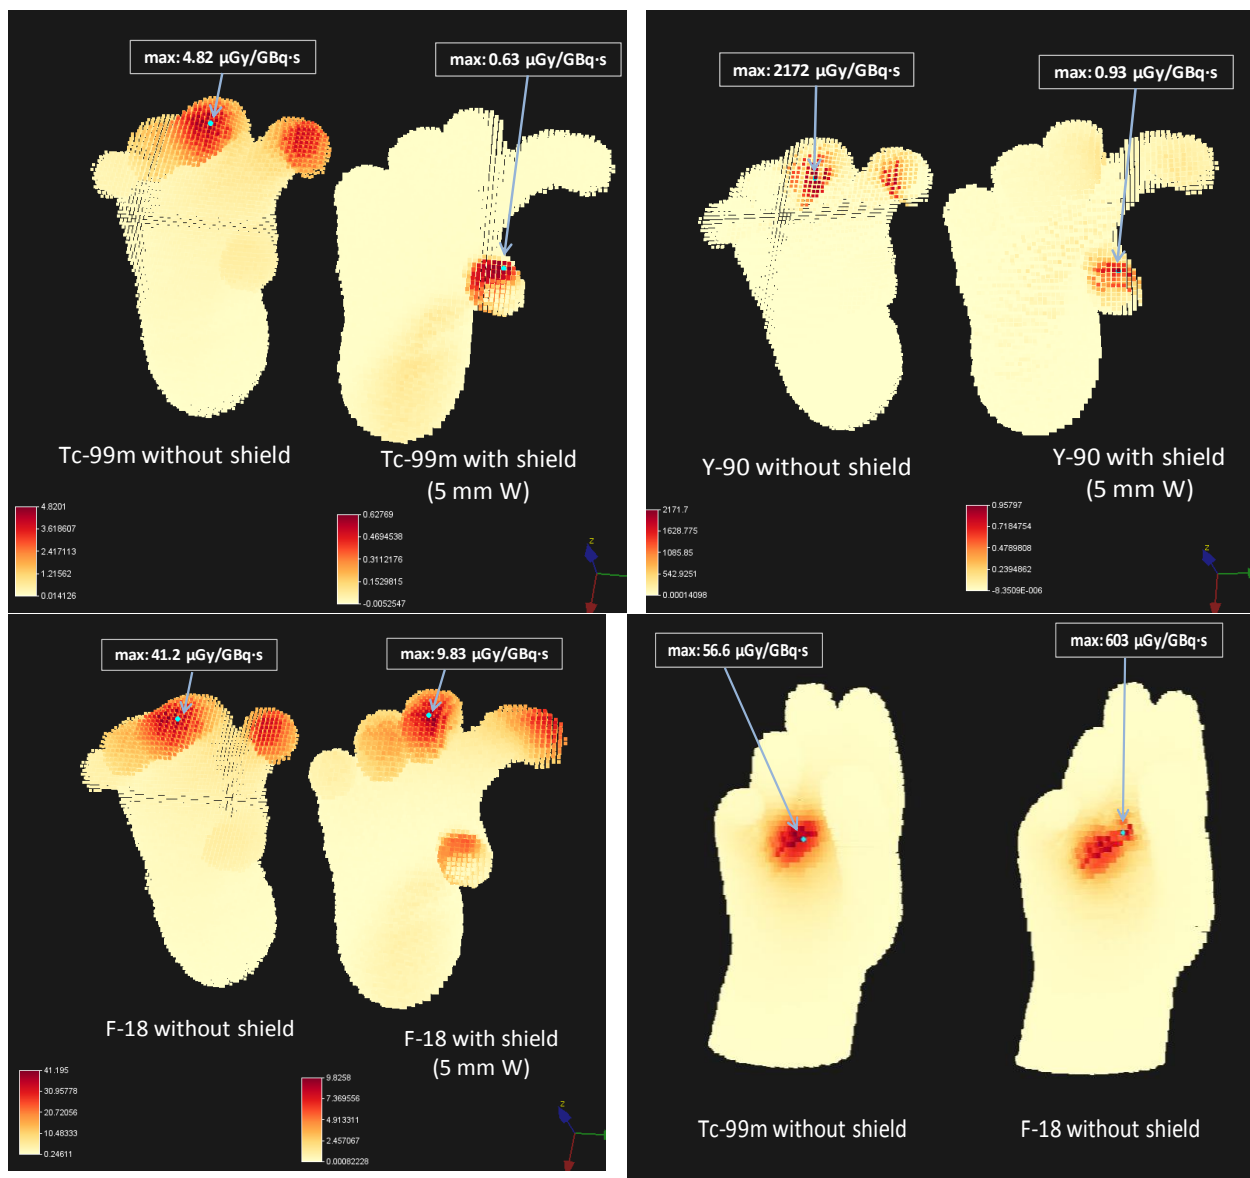 max: 4.82 µGy/GBq·s
max: 0.63 µGy/GBq·s
Tc-99m without shield
Tc-99m with shield
(5 mm W)
4.8201
3.618607
2.417113
1.21562
0.014126
0.62769
0.4694538
0.3112176
0.1529815
-0.0052547
z
max: 2172 µGy/GBq·s
max: 0.93 µGy/GBq·s
Y-90 without shield
Y-90 with shield
(5 mm W)
2171.7
1628.775
1085.85
542.9251
0.00014098
0.95797
0.7184754
0.4789808
0.2394862
-8.3509E-006
z
max: 41.2 µGy/GBq·s
max: 9.83 µGy/GBq·s
F-18 without shield
F-18 with shield
(5 mm W)
41.195
30.95778
20.72056
10.48333
0.24611
9.8258
7.369556
4.913311
2.457067
0.00082228
z
max: 56.6 µGy/GBq·s
max: 603 µGy/GBq·s
Tc-99m without shield
F-18 without shield